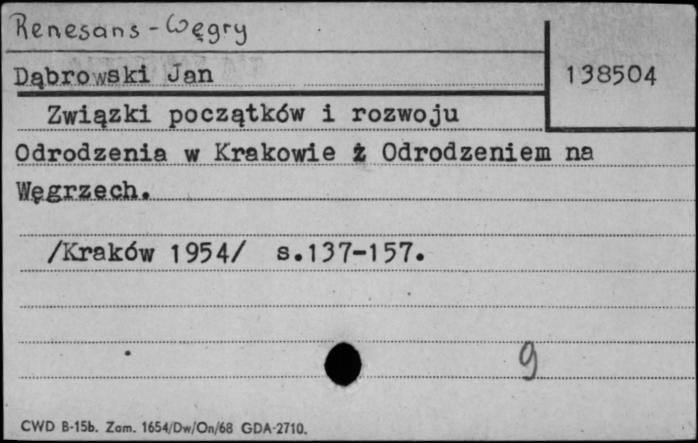 Renesans - Węgry
Dąbrowski Jan
138504
Związki początków i rozwoju
Odrodzenia w Krakowie z Odrodzeniem na
Węgrzech.
/Kraków 1954/ s.137-157.
9
CWD B-15b. Zam. 1654/Dw/On/68 GDA-2710.